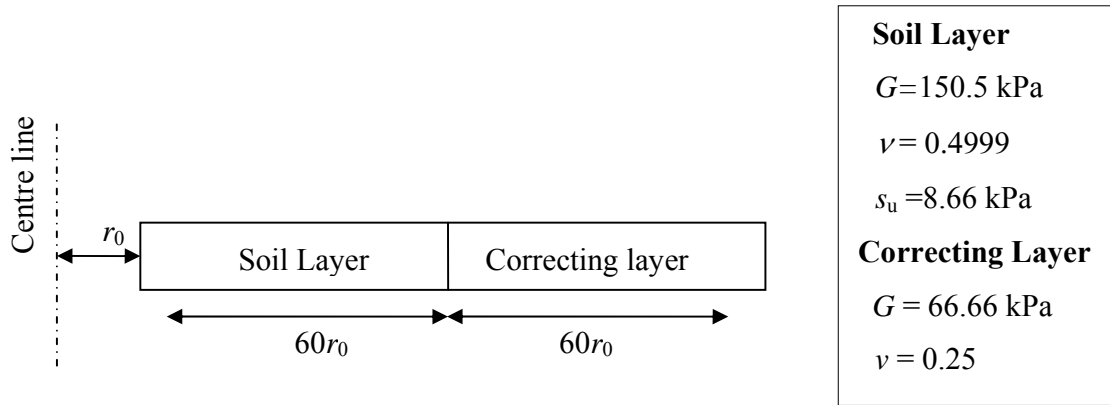 Centre line
r0
Soil Layer
Correcting layer
60r0
60r0
Soil Layer
G=150.5 kPa
ν = 0.4999
su =8.66 kPa
Correcting Layer
G = 66.66 kPa
v = 0.25